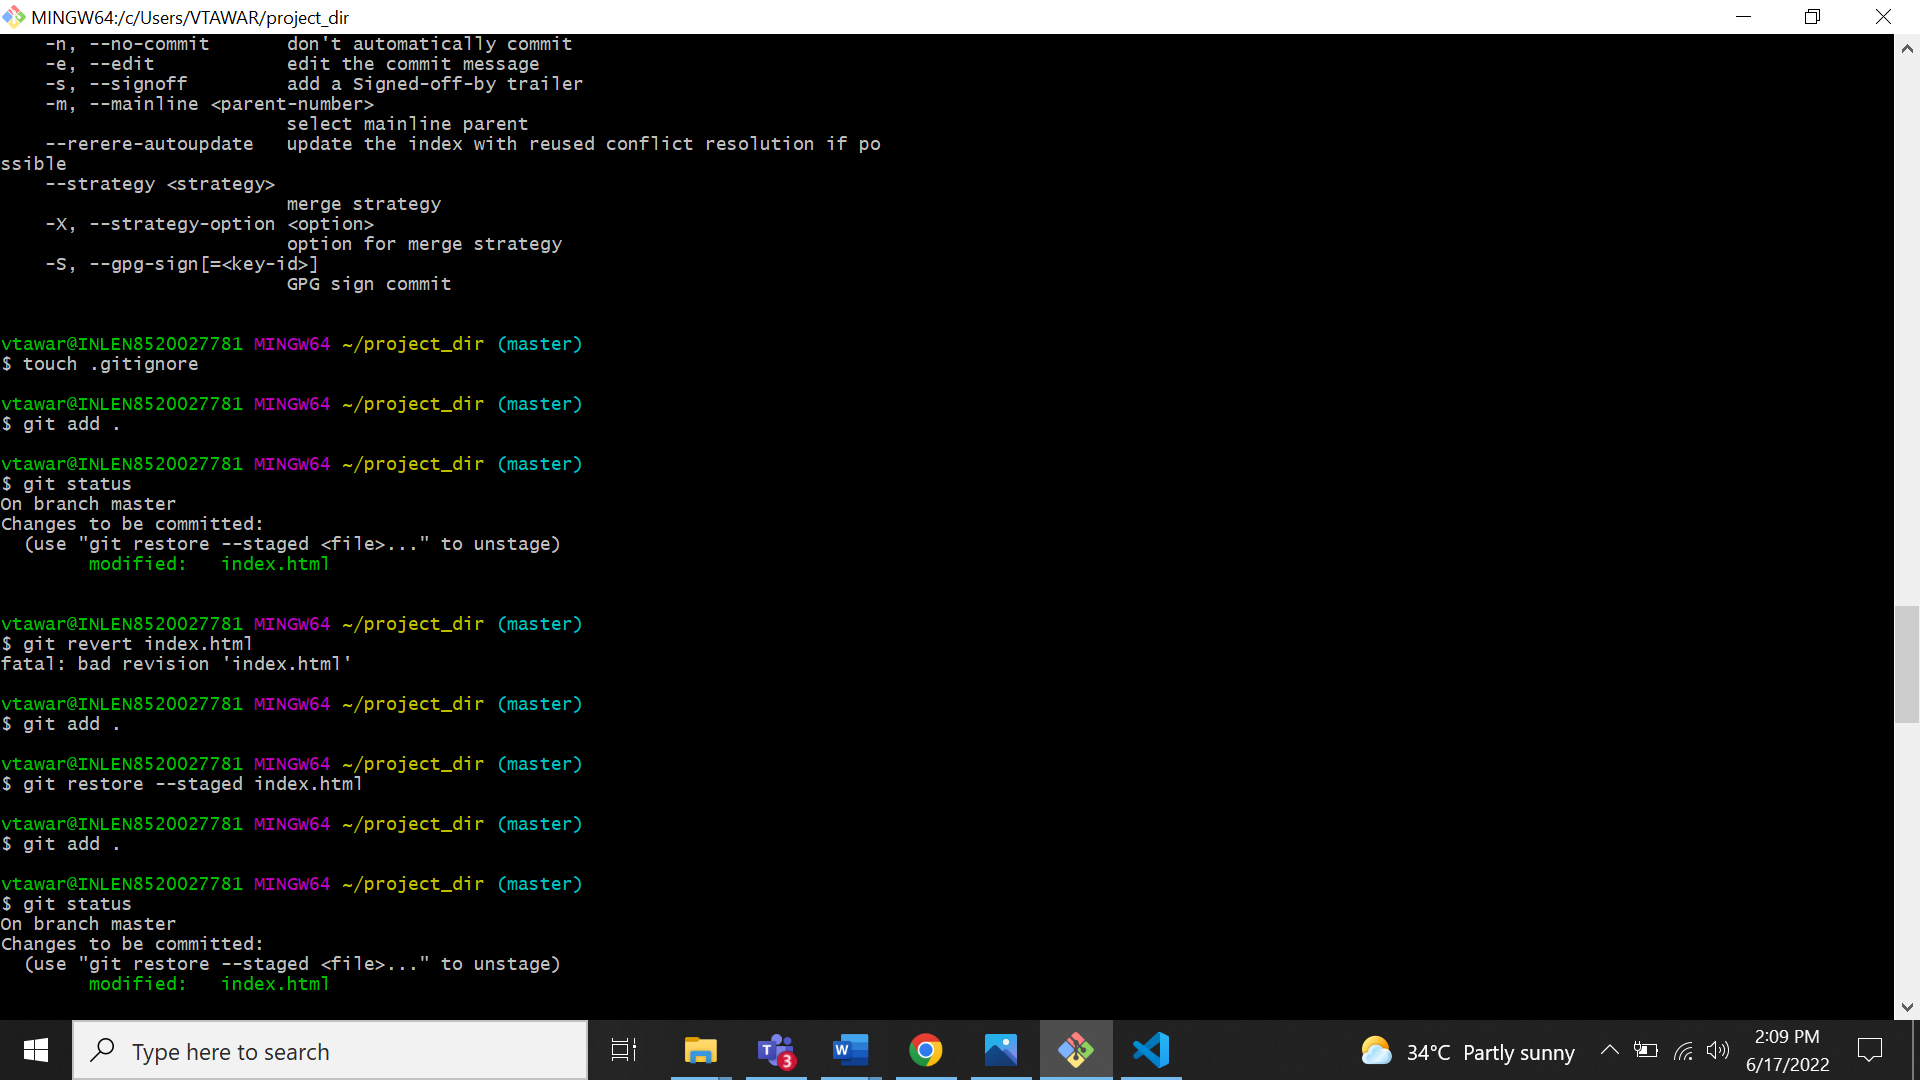 MINGW64:/c/Users/VTAWAR/project_dir
-n, --no-commit       don't automatically commit
-e, --edit            edit the commit message
-s, --signoff         add a Signed-off-by trailer
-m, --mainline <parent-number>
select mainline parent
--rerere-autoupdate   update the index with reused conflict resolution if po
ssible
--strategy <strategy>
merge strategy
-X, --strategy-option <option>
option for merge strategy
-S, --gpg-sign[=<key-id>]
GPG sign commit
vtawar@INLEN8520027781 MINGW64 ~/project_dir (master)
$ touch .gitignore
vtawar@INLEN8520027781 MINGW64 ~/project_dir (master)
$ git add .
vtawar@INLEN8520027781 MINGW64 ~/project_dir (master)
$ git status
On branch master
Changes to be committed:
(use "git restore --staged <file>..." to unstage)
modified:   index.html
vtawar@INLEN8520027781 MINGW64 ~/project_dir (master)
$ git revert index.html
fatal: bad revision 'index.html'
vtawar@INLEN8520027781 MINGW64 ~/project_dir (master)
$ git add .
vtawar@INLEN8520027781 MINGW64 ~/project_dir (master)
$ git restore --staged index.html
vtawar@INLEN8520027781 MINGW64 ~/project_dir (master)
$ git add .
vtawar@INLEN8520027781 MINGW64 ~/project_dir (master)
$ git status
On branch master
Changes to be committed:
(use "git restore --staged <file>..." to unstage)
modified:   index.html
Type here to search
T 3
W
34°C Partly sunny
2:09 PM
6/17/2022